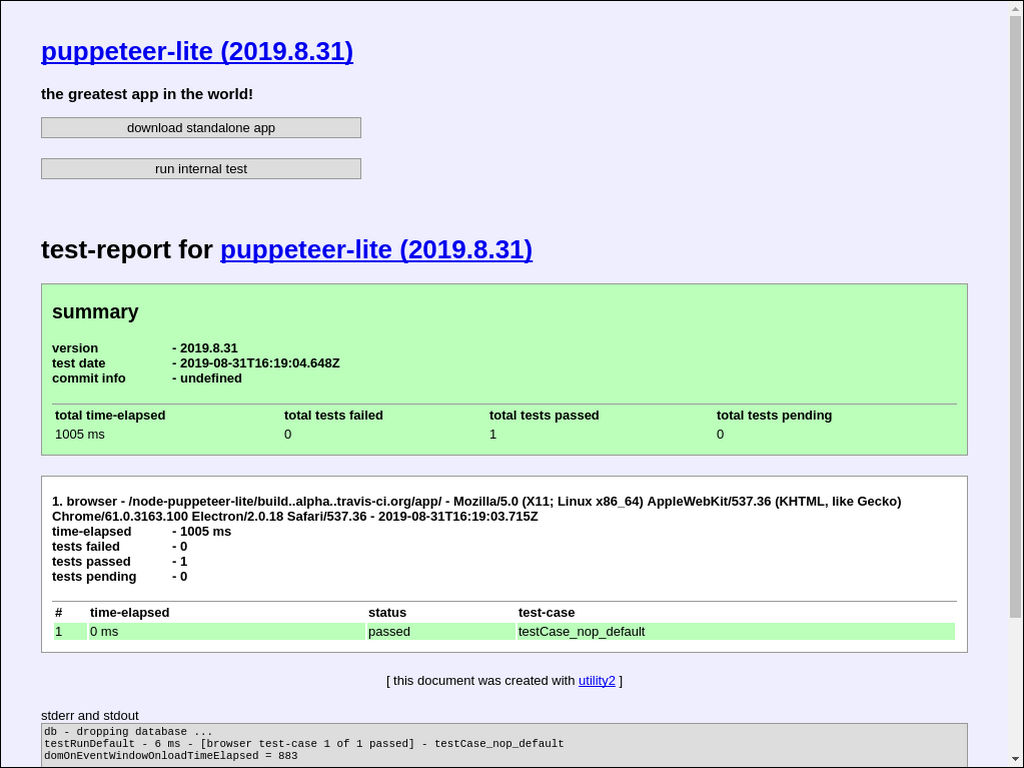 puppeteer-lite (2019.8.31)
the greatest app in the world!
download standalone app
run internal test
test-report for puppeteer-lite (2019.8.31)
summary
version - 2019.8.31
test date - 2019-08-31T16:19:04.648Z
commit info - undefined
total time-elapsed total tests failed total tests passed total tests pending
1005 ms 0 1 0
1. browser - /node-puppeteer-lite/build..alpha..travis-ci.org/app/ - Mozilla/5.0 (X11; Linux x86_64) AppleWebKit/537.36 (KHTML, like Gecko)
Chrome/61.0.3163.100 Electron/2.0.18 Safari/537.36 - 2019-08-31T16:19:03.715Z
time-elapsed - 1005 ms
tests failed - 0
tests passed - 1
tests pending - 0
# time-elapsed status test-case
1 0 ms passed testCase_nop_default
[ this document was created with utility2 ]
stderr and stdout
db - dropping database ...
testRunDefault - 6 ms - [browser test-case 1 of 1 passed] - testCase_nop_default
domOnEventWindowOnloadTimeElapsed = 883